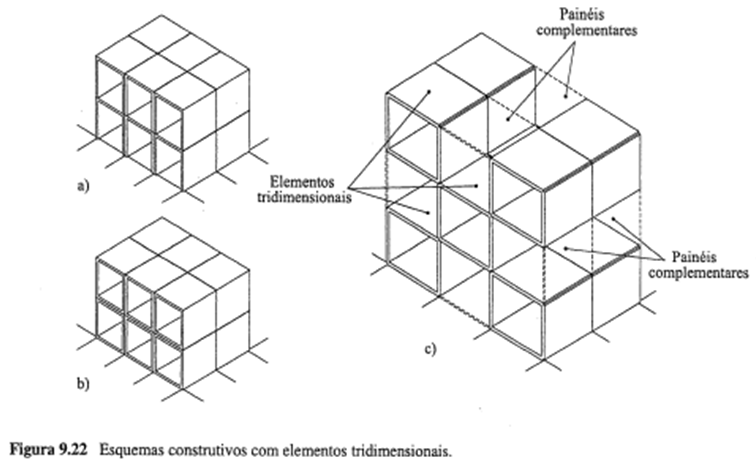 Painéis
complementares
a)
Elementos
tridimensionais
Painéis
complementares
b)
c)
Figura 9.22 Esquemas construtivos com elementos tridimensionais.